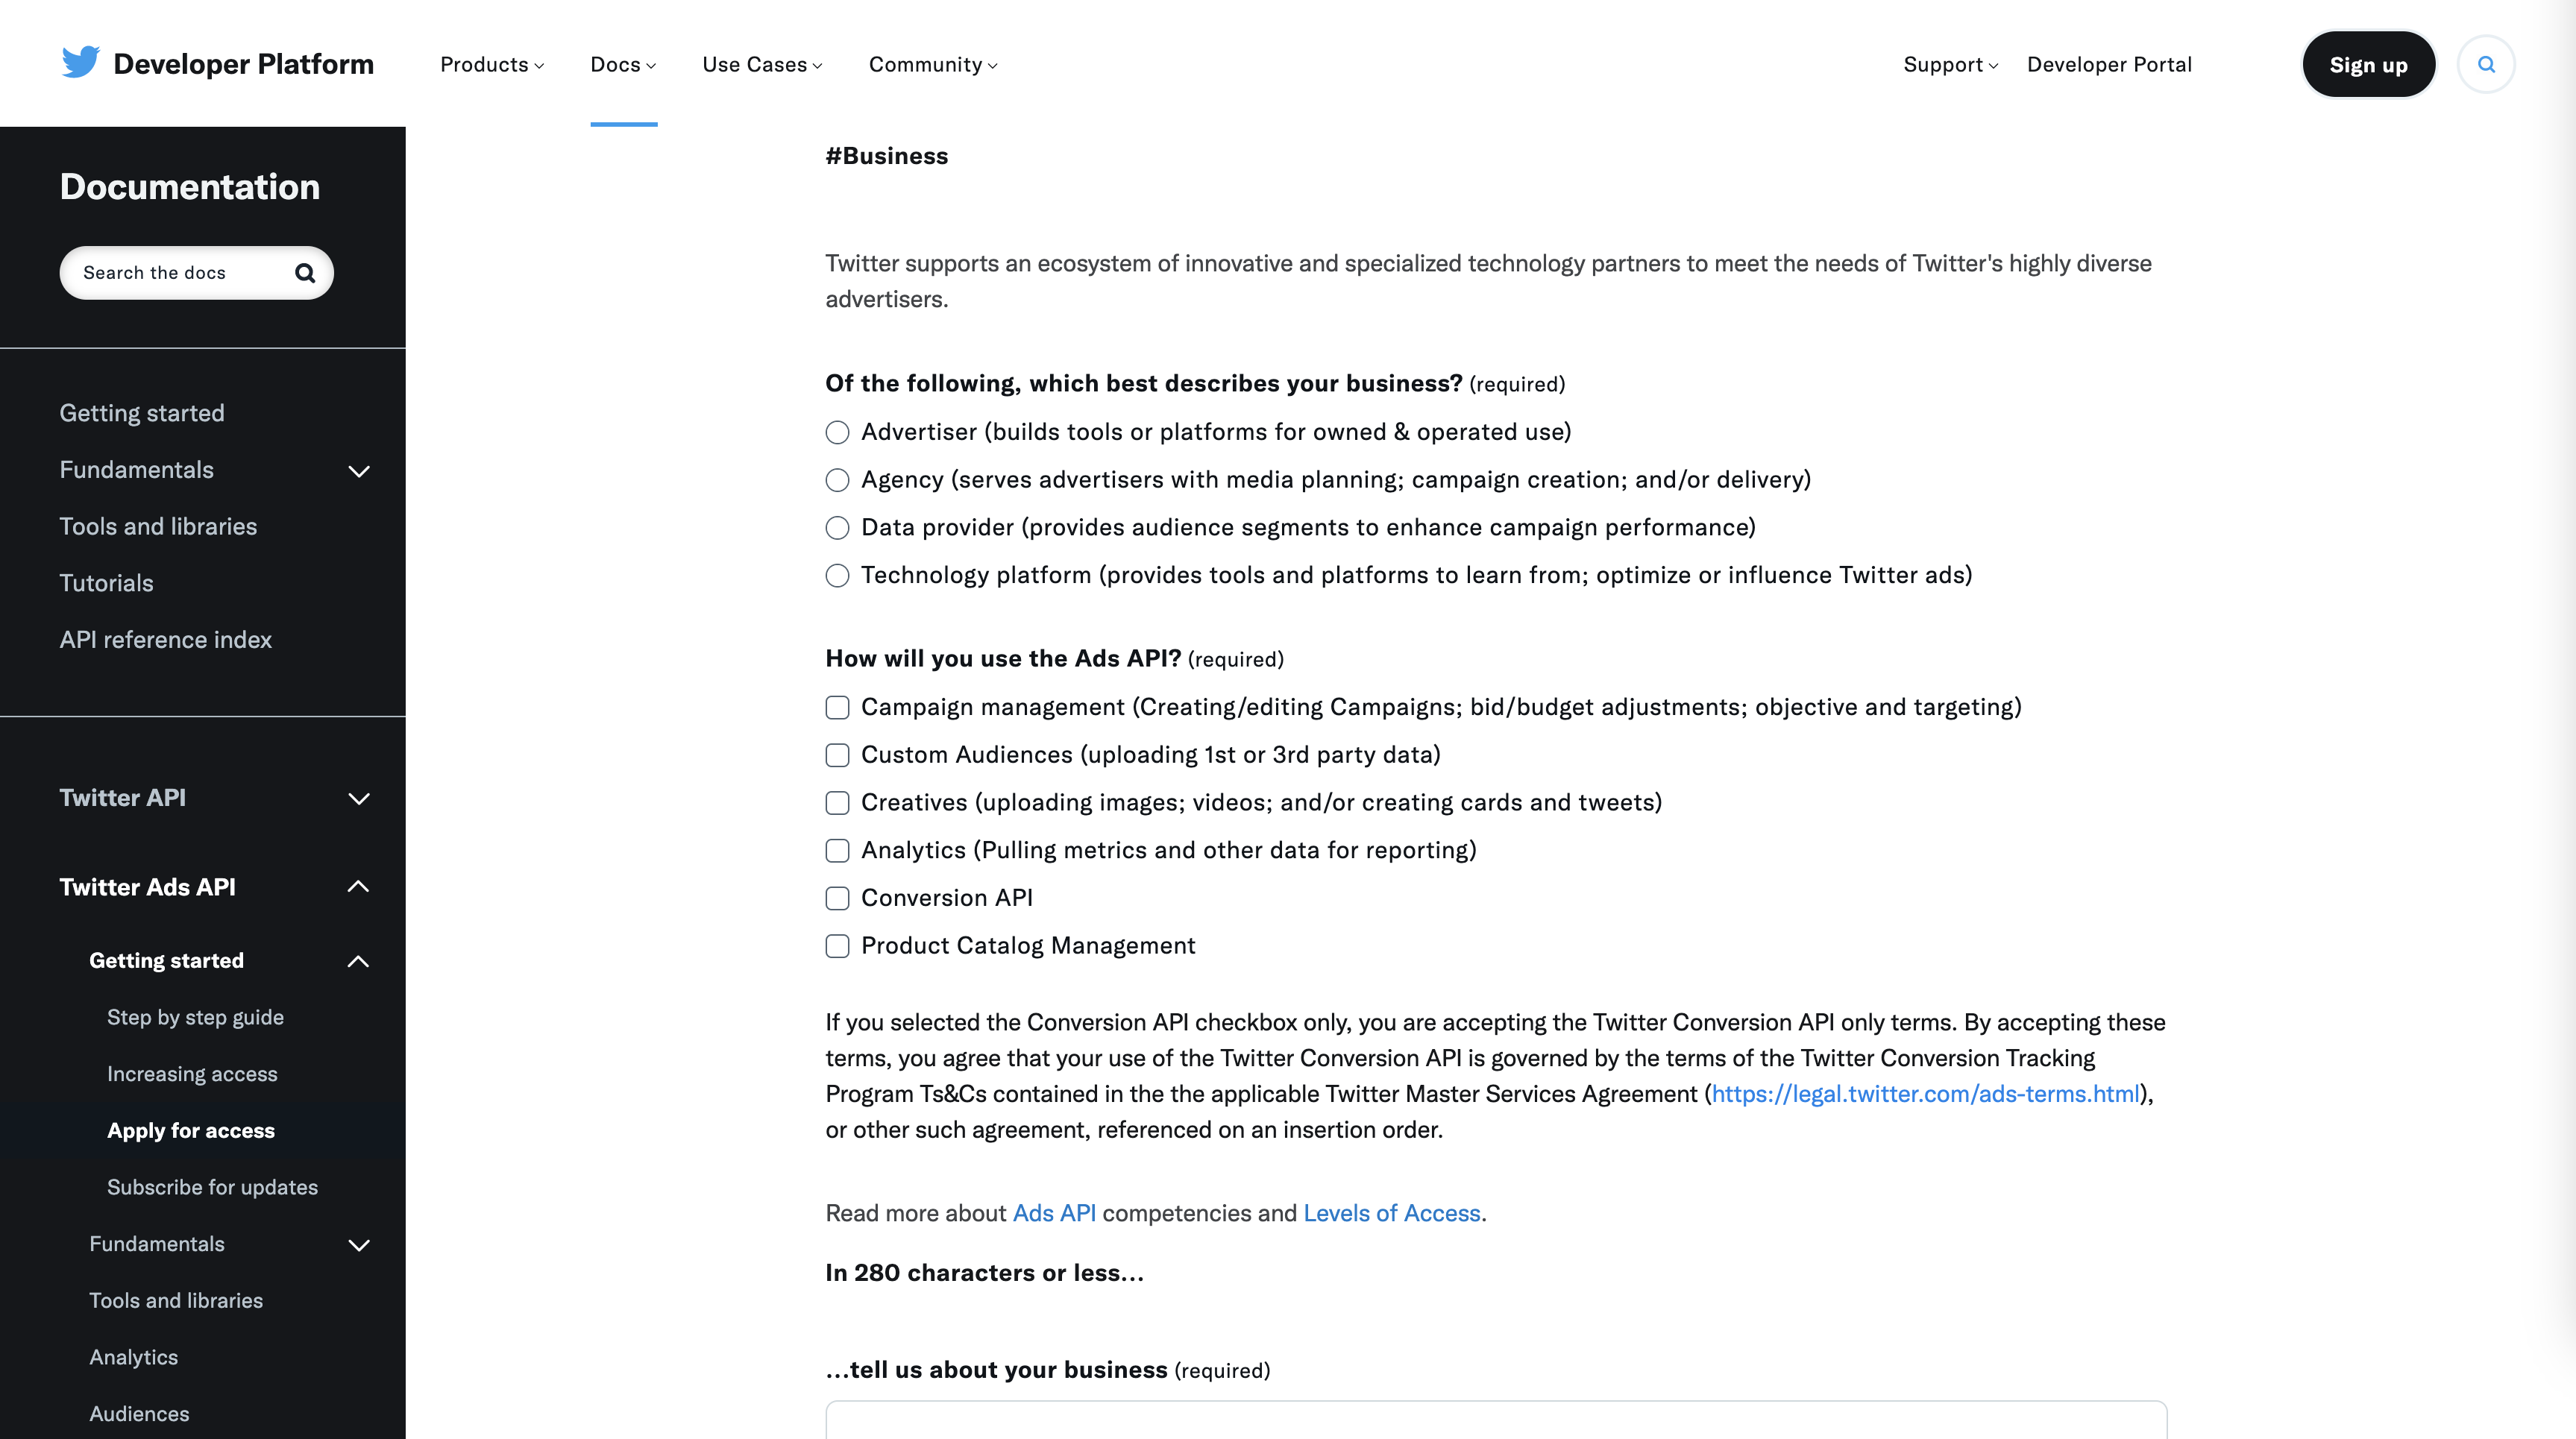 Developer Platform
Products
Docs
Use Cases
Community
Support
Developer Portal
Sign up
Documentation
Search the docs
Getting started
Fundamentals
Tools and libraries
Tutorials
API reference index
Twitter API
Twitter Ads API
Getting started
Step by step guide
Increasing access
Apply for access
Subscribe for updates
Fundamentals
Tools and libraries
Analytics
Audiences
#Business
Twitter supports an ecosystem of innovative and specialized technology partners to meet the needs of Twitter's highly diverse
advertisers.
Of the following, which best describes your business? (required)
Advertiser (builds tools or platforms for owned & operated use)
Agency (serves advertisers with media planning; campaign creation; and/or delivery)
Data provider (provides audience segments to enhance campaign performance)
Technology platform (provides tools and platforms to learn from; optimize or influence Twitter ads)
How will you use the Ads API? (required)
Campaign management (Creating/editing Campaigns; bid/budget adjustments; objective and targeting)
Custom Audiences (uploading 1st or 3rd party data)
Creatives (uploading images; videos; and/or creating cards and tweets)
Analytics (Pulling metrics and other data for reporting)
Conversion API
Product Catalog Management
If you selected the Conversion API checkbox only, you are accepting the Twitter Conversion API only terms. By accepting these
terms, you agree that your use of the Twitter Conversion API is governed by the terms of the Twitter Conversion Tracking
Program Ts&Cs contained in the the applicable Twitter Master Services Agreement (https://legal.twitter.com/ads-terms.html),
or other such agreement, referenced on an insertion order.
Read more about Ads API competencies and Levels of Access.
In 280 characters or less...
...tell us about your business (required)